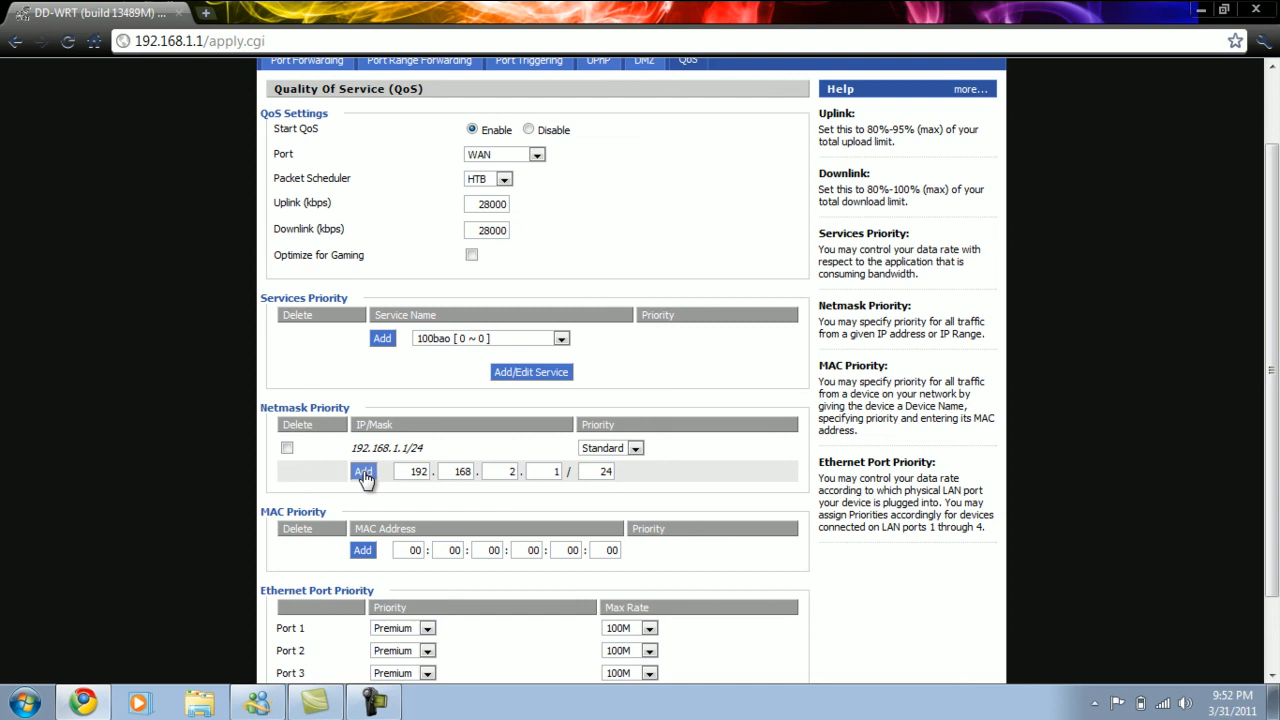 DD-WRT (build 13489M)
192.168.1.1/apply.cgi
Port Forwarding Port Range Forwarding Port Triggering UPnP DMZ QoS
Quality Of Service (QoS)
QoS Settings
Start QoS Enable Disable
Port WAN
Packet Scheduler HTB
Uplink (kbps) 28000
Downlink (kbps) 28000
Optimize for Gaming
Services Priority
Delete Service Name Priority
Add 100bao [ 0 ~ 0 ]
Add/Edit Service
Netmask Priority
Delete IP/Mask Priority
192.168.1.1/24 Standard
Add 192 . 168 . 2 . 1 / 24
MAC Priority
Delete MAC Address Priority
Add 00 : 00 : 00 : 00 : 00 : 00
Ethernet Port Priority
Priority Max Rate
Port 1 Premium 100M
Port 2 Premium 100M
Port 3 Premium 100M
Help more...
Uplink:
Set this to 80%-95% (max) of your
total upload limit.
Downlink:
Set this to 80%-100% (max) of your
total download limit.
Services Priority:
You may control your data rate with
respect to the application that is
consuming bandwidth.
Netmask Priority:
You may specify priority for all traffic
from a given IP address or IP Range.
MAC Priority:
You may specify priority for all traffic
from a device on your network by
giving the device a Device Name,
specifying priority and entering its MAC
address.
Ethernet Port Priority:
You may control your data rate
according to which physical LAN port
your device is plugged into. You may
assign Priorities accordingly for devices
connected on LAN ports 1 through 4.
9:52 PM
3/31/2011